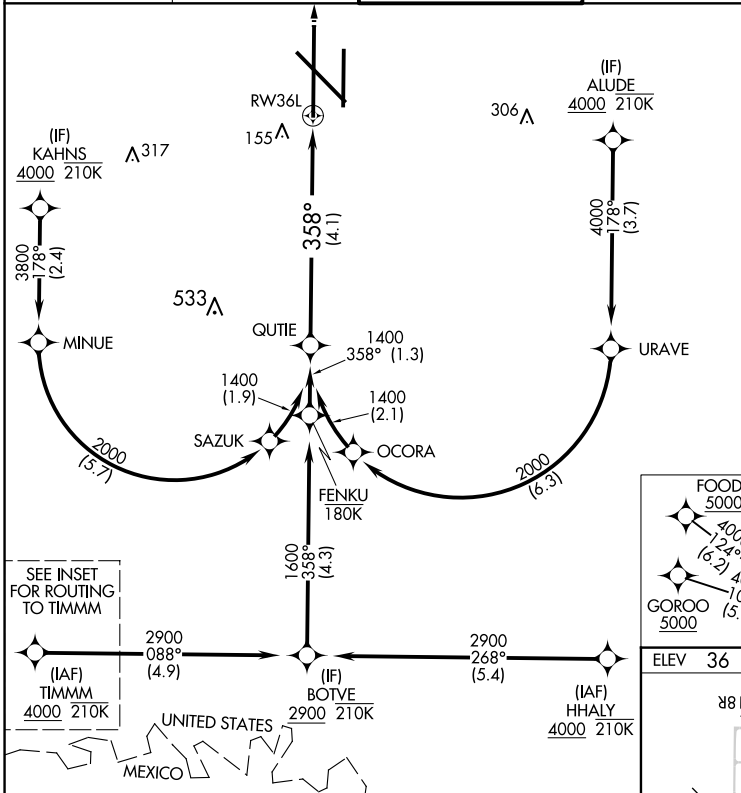 (IF)
ALUDE
4000 210K
RW36L
306
155
(IF)
KAHNS
4000 210K
317
358°
(4.1)
4000
178°
(3.7)
3800
178°
(2.4)
533
MINUE
QUTIE
1400
358° (1.3)
URAVE
1400
(1.9)
1400
(2.1)
SAZUK
OCORA
2000
(5.7)
2000
(6.3)
FENKU
180K
1600
358°
(4.3)
FOOD
5000
124°
(6.2)
GOROO
5000
SEE INSET
FOR ROUTING
TO TIMMM
2900
088°
(4.9)
2900
268°
(5.4)
(IAF)
TIMMM
4000 210K
(IF)
BOTVE
2900 210K
(IAF)
HHALY
4000 210K
ELEV 36
8R
UNITED STATES
MEXICO